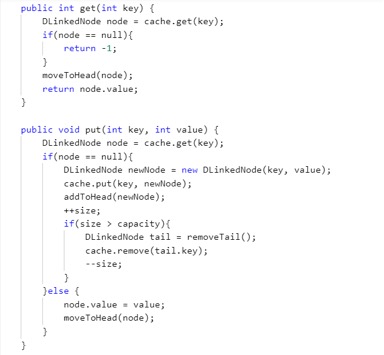 public int get(int key) {
    DLinkedNode node = cache.get(key);
    if(node == null){
        return -1;
    }
    moveToHead(node);
    return node.value;
}

public void put(int key, int value) {
    DLinkedNode node = cache.get(key);
    if(node == null){
        DLinkedNode newNode = new DLinkedNode(key, value);
        cache.put(key, newNode);
        addToHead(newNode);
        ++size;
        if(size > capacity){
            DLinkedNode tail = removeTail();
            cache.remove(tail.key);
            --size;
        }
    }else {
        node.value = value;
        moveToHead(node);
    }
}